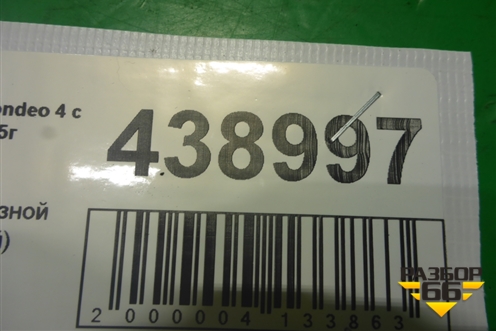 ondeo 4 с
5г
438997
зной
)
2000004133863
РАЗБОР
66